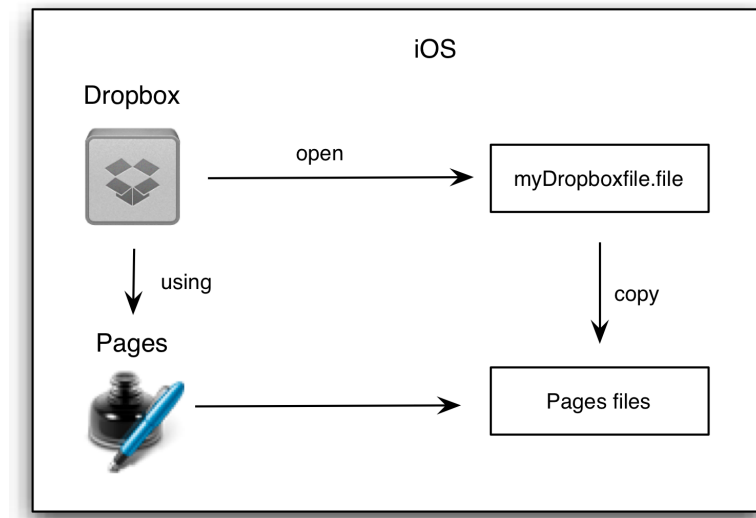 iOS
Dropbox
open
myDropboxfile.file
using
copy
Pages
Pages files